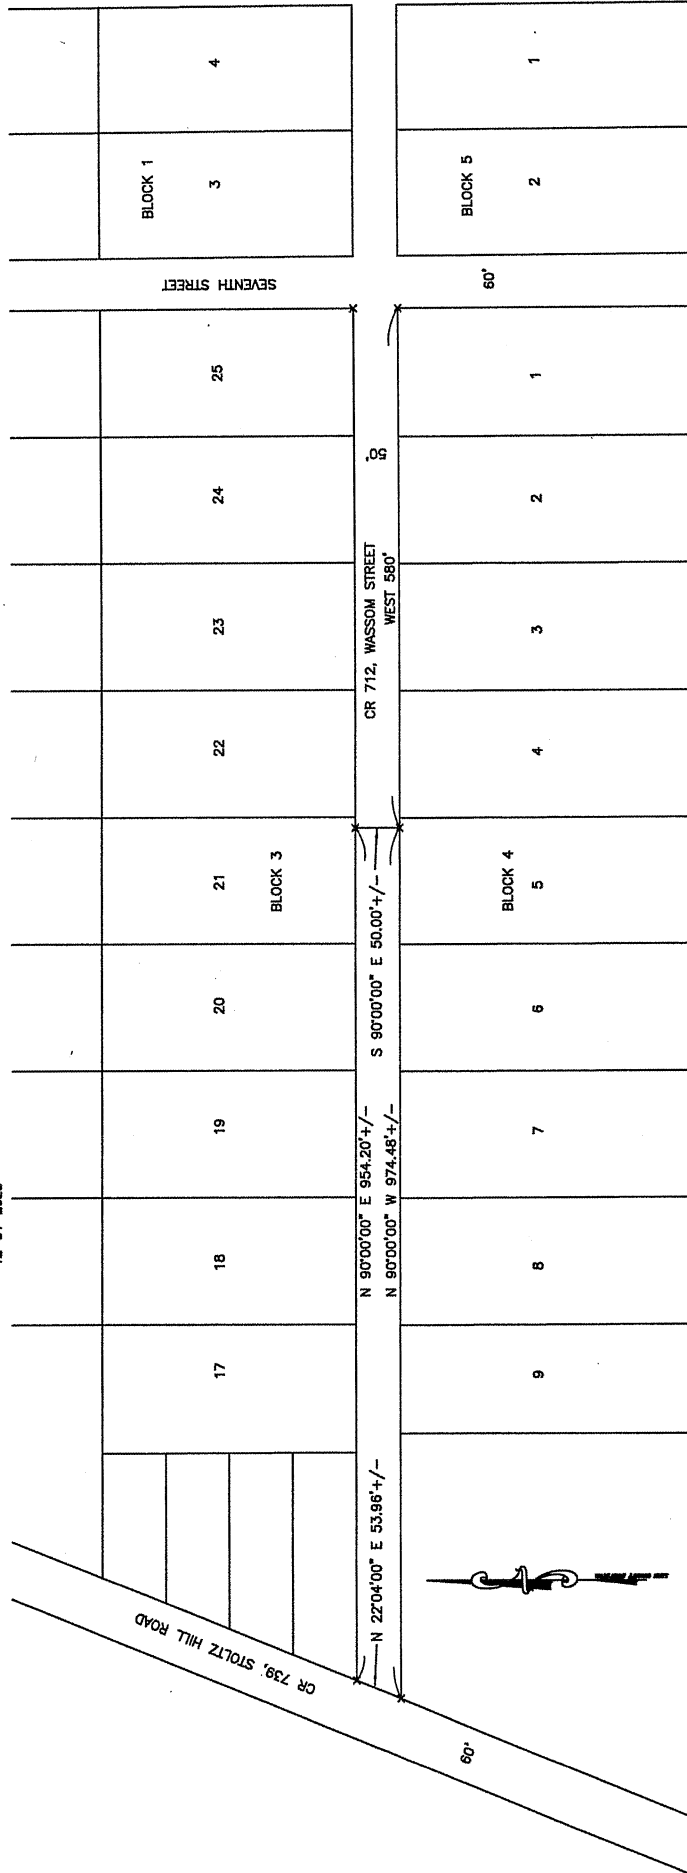 CR 739, STOLTZ HILL ROAD
60'
17
18
19
20
21
BLOCK 3
22
23
24
25
SEVENTH STREET
BLOCK 1
3
4
N 22°04'00" E 53.96'+/-
N 90°00'00" E 954.20'+/-
N 90°00'00" W 974.48'+/-
S 90°00'00" E 50.00'+/-
CR 712, WASSOM STREET
WEST 580'
50'
9
8
7
6
BLOCK 4
5
4
3
2
1
60'
BLOCK 5
2
1